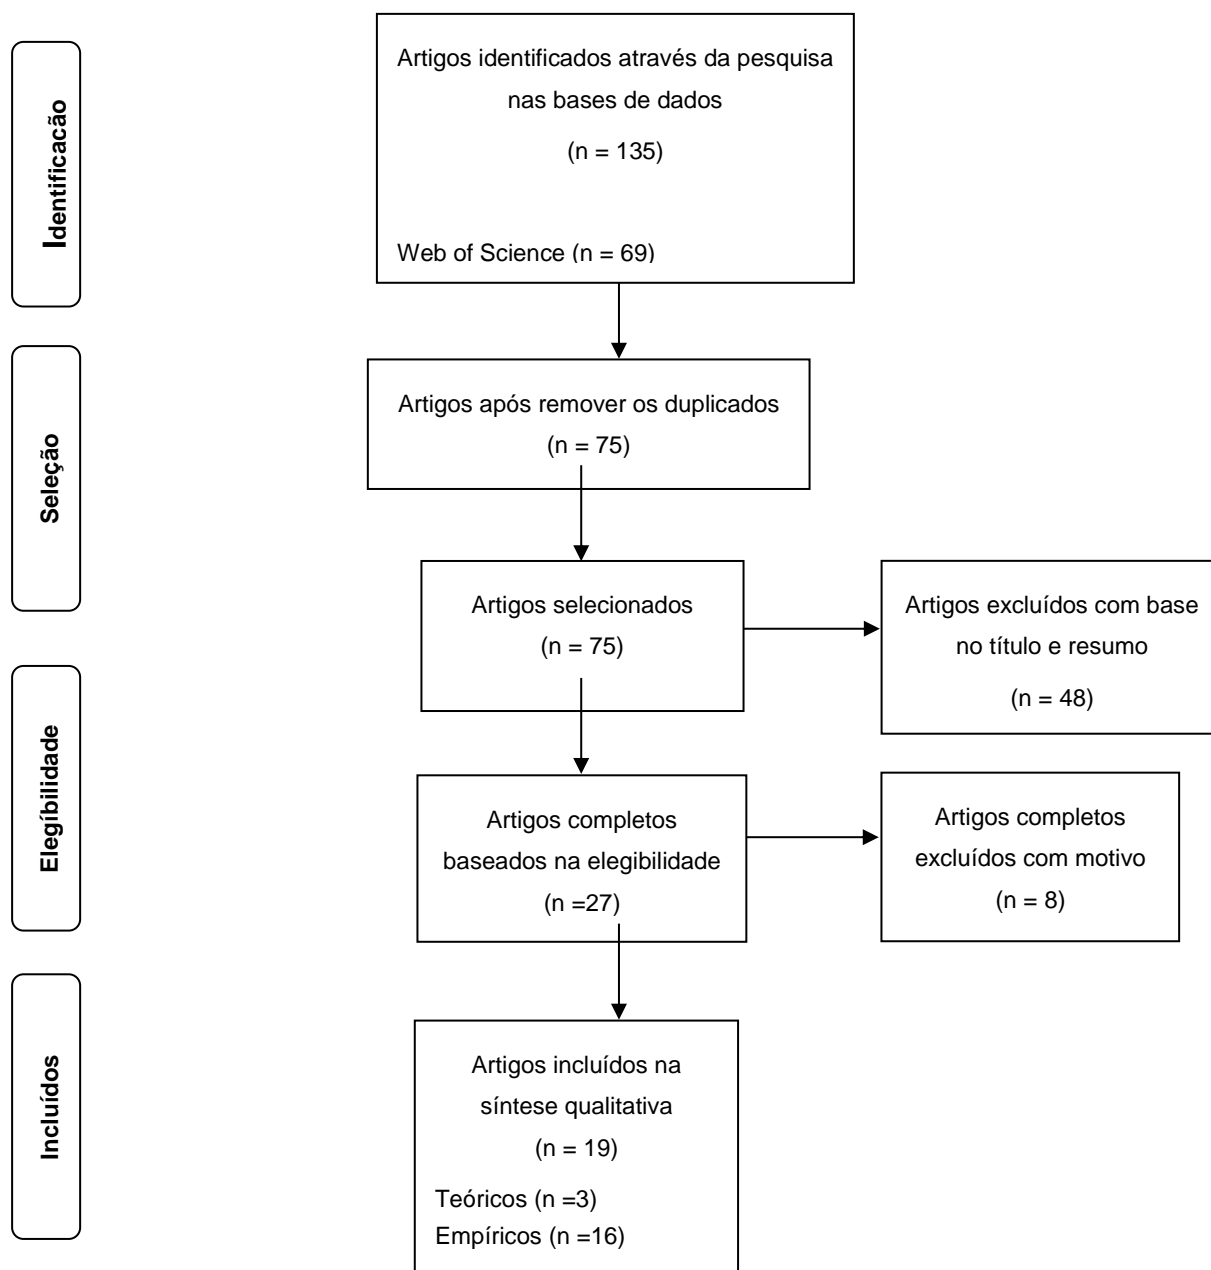 Identificação
Artigos identificados através da pesquisa
nas bases de dados
(n = 135)
Web of Science (n = 69)
Seleção
Artigos após remover os duplicados
(n = 75)
Artigos selecionados
(n = 75)
Artigos excluídos com base
no título e resumo
(n = 48)
Elegíbilidade
Artigos completos
baseados na elegibilidade
(n =27)
Artigos completos
excluídos com motivo
(n = 8)
Incluídos
Artigos incluídos na
síntese qualitativa
(n = 19)
Teóricos (n =3)
Empíricos (n =16)